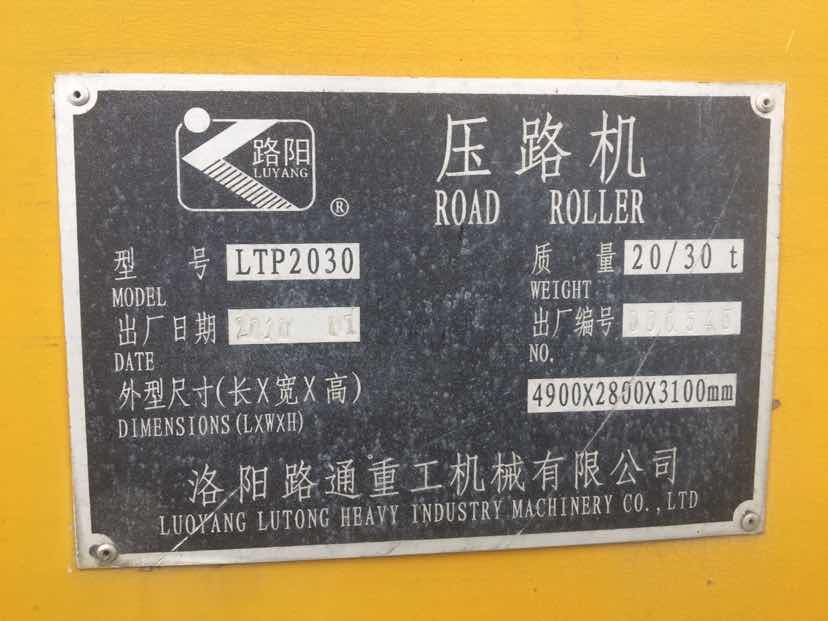 路阳
LUYANG
®
压路机
ROAD ROLLER
型号 LTP2030
MODEL
质量 20/30 t
WEIGHT
出厂日期
DATE
出厂编号
NO.
外型尺寸(长X宽X高)
DIMENSIONS(LXWXH)
4900X2800X3100mm
洛阳路通重工机械有限公司
LUOYANG LUTONG HEAVY INDUSTRY MACHINERY CO.,LTD